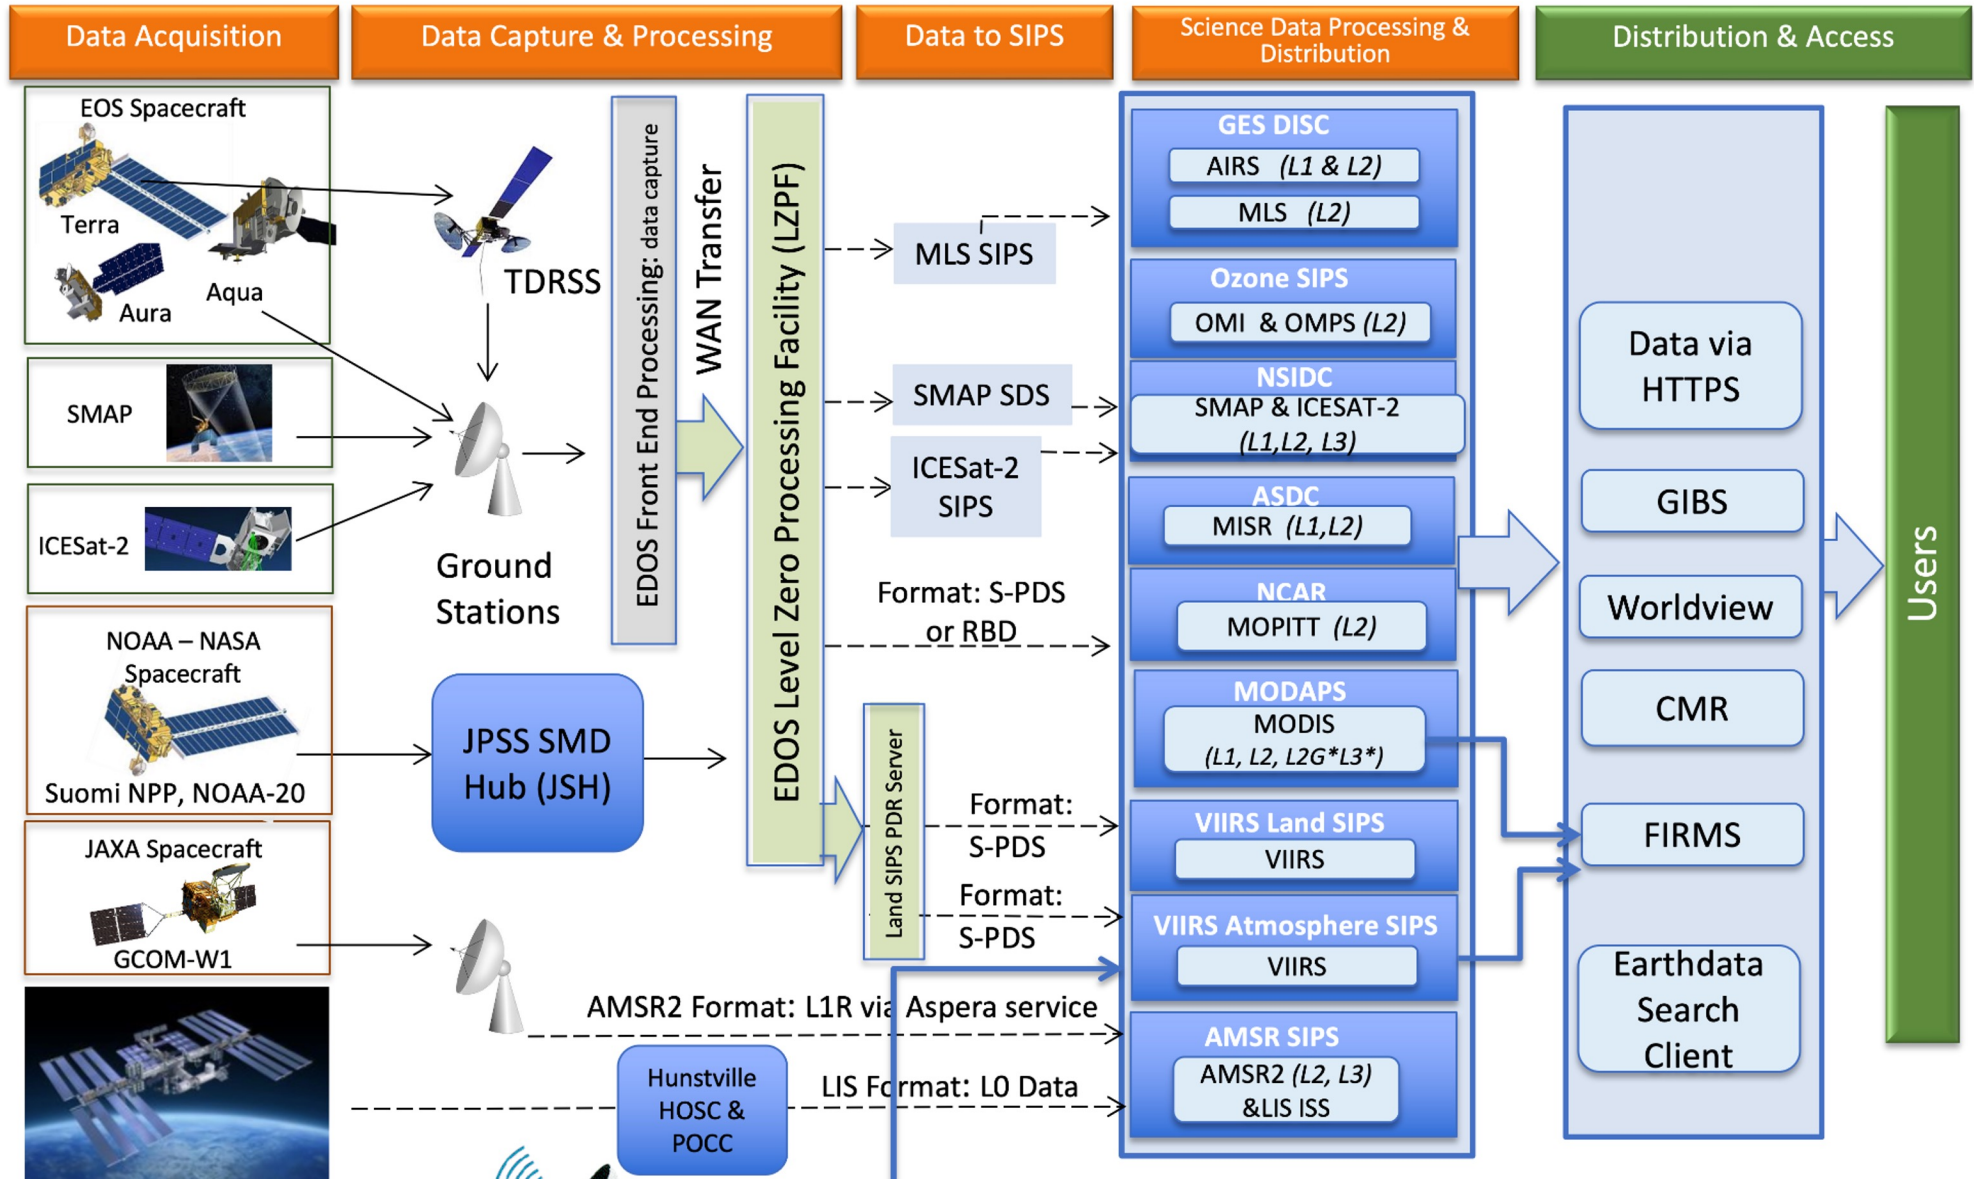 Data Acquisition
Data Capture & Processing
Data to SIPS
Science Data Processing &
Distribution
Distribution & Access
EOS Spacecraft
Terra
Aqua
Aura
SMAP
ICESat-2
NOAA – NASA
Spacecraft
Suomi NPP, NOAA-20
JAXA Spacecraft
GCOM-W1
TDRSS
Ground
Stations
JPSS SMD
Hub (JSH)
EDOS Front End Processing: data capture
WAN Transfer
EDOS Level Zero Processing Facility (LZPF)
MLS SIPS
SMAP SDS
ICESat-2
SIPS
Format: S-PDS
or RBD
Land SIPS PDR Server
Format:
S-PDS
Format:
S-PDS
AMSR2 Format: L1R via Aspera service
Hunstville
HOSC &
POCC
LIS Format: L0 Data
GES DISC
AIRS (L1 & L2)
MLS (L2)
Ozone SIPS
OMI & OMPS (L2)
NSIDC
SMAP & ICESAT-2
(L1,L2, L3)
ASDC
MISR (L1,L2)
NCAR
MOPITT (L2)
MODAPS
MODIS
(L1, L2, L2G*L3*)
VIIRS Land SIPS
VIIRS
VIIRS Atmosphere SIPS
VIIRS
AMSR SIPS
AMSR2 (L2, L3)
&LIS ISS
Data via
HTTPS
GIBS
Worldview
CMR
FIRMS
Earthdata
Search
Client
Users